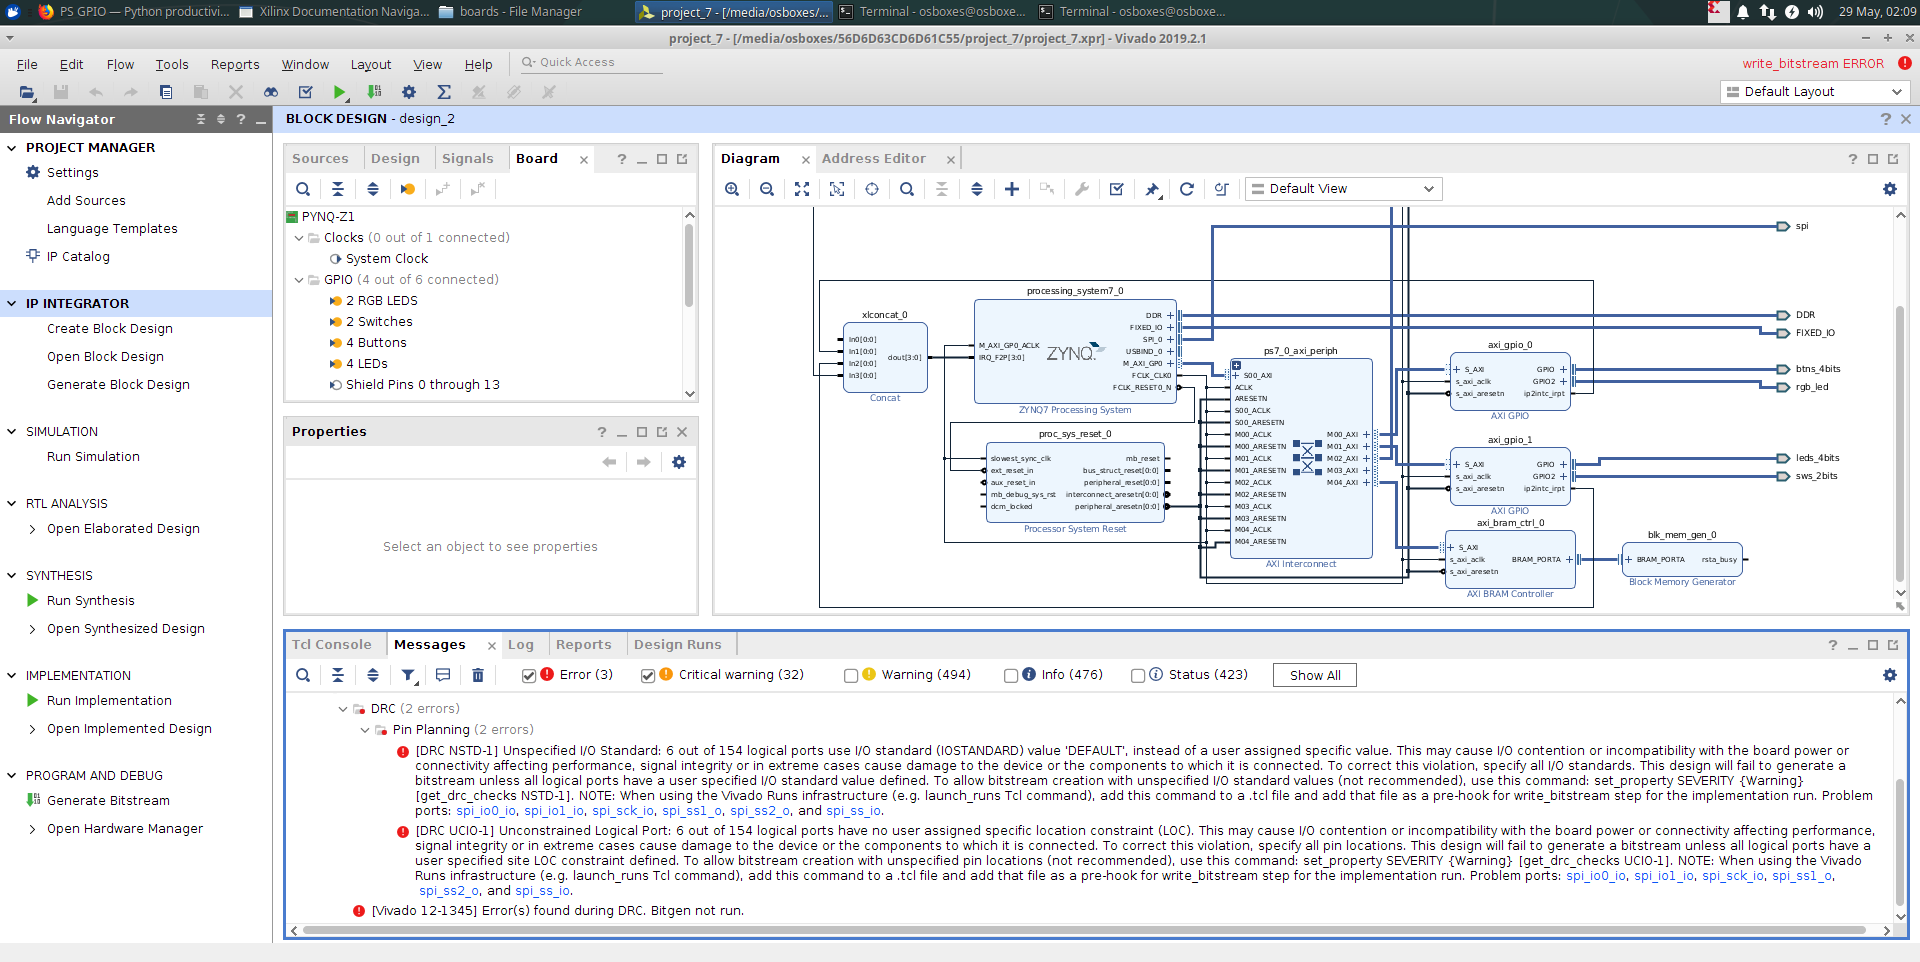 PS GPIO — Python productivi...
Xilinx Documentation Naviga...
boards - File Manager
project_7 - [/media/osboxes/...
Terminal - osboxes@osboxe...
Terminal - osboxes@osboxe...
29 May, 02:09
project_7 - [/media/osboxes/56D6D63CD6D61C55/project_7/project_7.xpr] - Vivado 2019.2.1
File Edit Flow Tools Reports Window Layout View Help
Quick Access
write_bitstream ERROR
Default Layout
Flow Navigator
PROJECT MANAGER
Settings
Add Sources
Language Templates
IP Catalog
IP INTEGRATOR
Create Block Design
Open Block Design
Generate Block Design
SIMULATION
Run Simulation
RTL ANALYSIS
Open Elaborated Design
SYNTHESIS
Run Synthesis
Open Synthesized Design
IMPLEMENTATION
Run Implementation
Open Implemented Design
PROGRAM AND DEBUG
Generate Bitstream
Open Hardware Manager
BLOCK DESIGN - design_2
Sources Design Signals Board
PYNQ-Z1
Clocks (0 out of 1 connected)
System Clock
GPIO (4 out of 6 connected)
2 RGB LEDS
2 Switches
4 Buttons
4 LEDs
Shield Pins 0 through 13
Properties
Select an object to see properties
Diagram Address Editor
Default View
xlconcat_0
In0[0:0]
In1[0:0]
In2[0:0]
In3[0:0]
dout[3:0]
Concat
processing_system7_0
M_AXI_GP0_ACLK
IRQ_F2P[3:0]
ZYNQ
DDR
FIXED_IO
SPI_0
USBIND_0
M_AXI_GP0
FCLK_CLK0
FCLK_RESET0_N
ZYNQ7 Processing System
proc_sys_reset_0
slowest_sync_clk
ext_reset_in
aux_reset_in
mb_debug_sys_rst
dcm_locked
mb_reset
bus_struct_reset[0:0]
peripheral_reset[0:0]
interconnect_aresetn[0:0]
peripheral_aresetn[0:0]
Processor System Reset
ps7_0_axi_periph
S00_AXI
ACLK
ARESETN
S00_ACLK
S00_ARESETN
M00_ACLK
M00_ARESETN
M01_ACLK
M01_ARESETN
M02_ACLK
M02_ARESETN
M03_ACLK
M03_ARESETN
M04_ACLK
M04_ARESETN
M00_AXI
M01_AXI
M02_AXI
M03_AXI
M04_AXI
AXI Interconnect
axi_gpio_0
S_AXI
s_axi_aclk
s_axi_aresetn
GPIO
GPIO2
ip2intc_irpt
AXI GPIO
axi_gpio_1
S_AXI
s_axi_aclk
s_axi_aresetn
GPIO
GPIO2
ip2intc_irpt
AXI GPIO
axi_bram_ctrl_0
S_AXI
s_axi_aclk
s_axi_aresetn
BRAM_PORTA
AXI BRAM Controller
blk_mem_gen_0
BRAM_PORTA
rsta_busy
Block Memory Generator
spi
DDR
FIXED_IO
btns_4bits
rgb_led
leds_4bits
sws_2bits
Tcl Console Messages Log Reports Design Runs
Error (3) Critical warning (32) Warning (494) Info (476) Status (423) Show All
DRC (2 errors)
Pin Planning (2 errors)
[DRC NSTD-1] Unspecified I/O Standard: 6 out of 154 logical ports use I/O standard (IOSTANDARD) value 'DEFAULT', instead of a user assigned specific value. This may cause I/O contention or incompatibility with the board power or
connectivity affecting performance, signal integrity or in extreme cases cause damage to the device or the components to which it is connected. To correct this violation, specify all I/O standards. This design will fail to generate a
bitstream unless all logical ports have a user specified I/O standard value defined. To allow bitstream creation with unspecified I/O standard values (not recommended), use this command: set_property SEVERITY {Warning}
[get_drc_checks NSTD-1]. NOTE: When using the Vivado Runs infrastructure (e.g. launch_runs Tcl command), add this command to a .tcl file and add that file as a pre-hook for write_bitstream step for the implementation run. Problem
ports: spi_io0_io, spi_io1_io, spi_sck_io, spi_ss1_o, spi_ss2_o, and spi_ss_io.
[DRC UCIO-1] Unconstrained Logical Port: 6 out of 154 logical ports have no user assigned specific location constraint (LOC). This may cause I/O contention or incompatibility with the board power or connectivity affecting performance,
signal integrity or in extreme cases cause damage to the device or the components to which it is connected. To correct this violation, specify all pin locations. This design will fail to generate a bitstream unless all logical ports have a
user specified site LOC constraint defined. To allow bitstream creation with unspecified pin locations (not recommended), use this command: set_property SEVERITY {Warning} [get_drc_checks UCIO-1]. NOTE: When using the Vivado
Runs infrastructure (e.g. launch_runs Tcl command), add this command to a .tcl file and add that file as a pre-hook for write_bitstream step for the implementation run. Problem ports: spi_io0_io, spi_io1_io, spi_sck_io, spi_ss1_o,
spi_ss2_o, and spi_ss_io.
[Vivado 12-1345] Error(s) found during DRC. Bitgen not run.